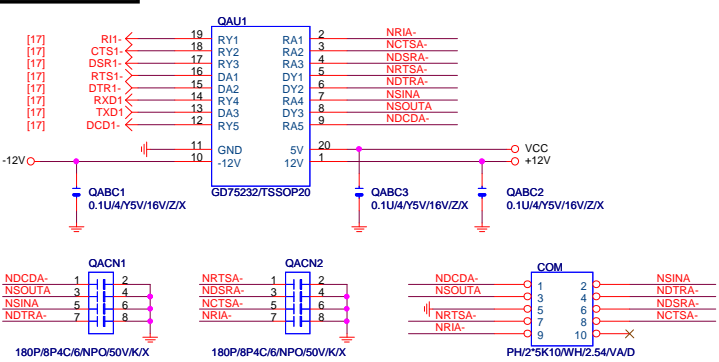 QAU1
[17] RI1- 19 RY1 RA1 2 NRIA-
[17] CTS1- 18 RY2 RA2 3 NCTSA-
[17] DSR1- 17 RY3 RA3 4 NDSRA-
[17] RTS1- 16 DA1 DY1 5 NRTSA-
[17] DTR1- 15 DA2 DY2 6 NDTRA-
[17] RXD1 14 RY4 RA4 7 NSINA
[17] TXD1 13 DA3 DY3 8 NSOUTA
[17] DCD1- 12 RY5 RA5 9 NDCDA-
11 GND 5V 20 VCC
-12V 10 -12V 12V 1 +12V
GD75232/TSSOP20
QABC1 QABC3 QABC2
0.1U/4/Y5V/16V/Z/X 0.1U/4/Y5V/16V/Z/X 0.1U/4/Y5V/16V/Z/X
QACN1 QACN2 COM
NDCDA- 1 2 NRTSA- 1 2 NDCDA- 1 2 NSINA
NSOUTA 3 4 NDSRA- 3 4 NSOUTA 3 4 NDTRA-
NSINA 5 6 NCTSA- 5 6 5 6 NDSRA-
NDTRA- 7 8 NRIA- 7 8 NRTSA- 7 8 NCTSA-
NRIA- 9 10
180P/8P4C/6/NPO/50V/K/X 180P/8P4C/6/NPO/50V/K/X PH/2*5K10/WH/2.54/VA/D